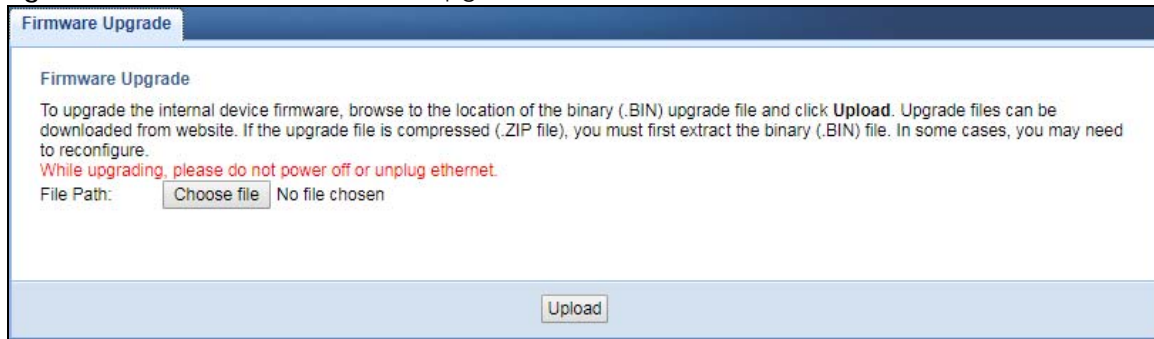 Firmware Upgrade
Firmware Upgrade
To upgrade the internal device firmware, browse to the location of the binary (.BIN) upgrade file and click Upload. Upgrade files can be
downloaded from website. If the upgrade file is compressed (.ZIP file), you must first extract the binary (.BIN) file. In some cases, you may need
to reconfigure.
While upgrading, please do not power off or unplug ethernet.
File Path: Choose file No file chosen
Upload